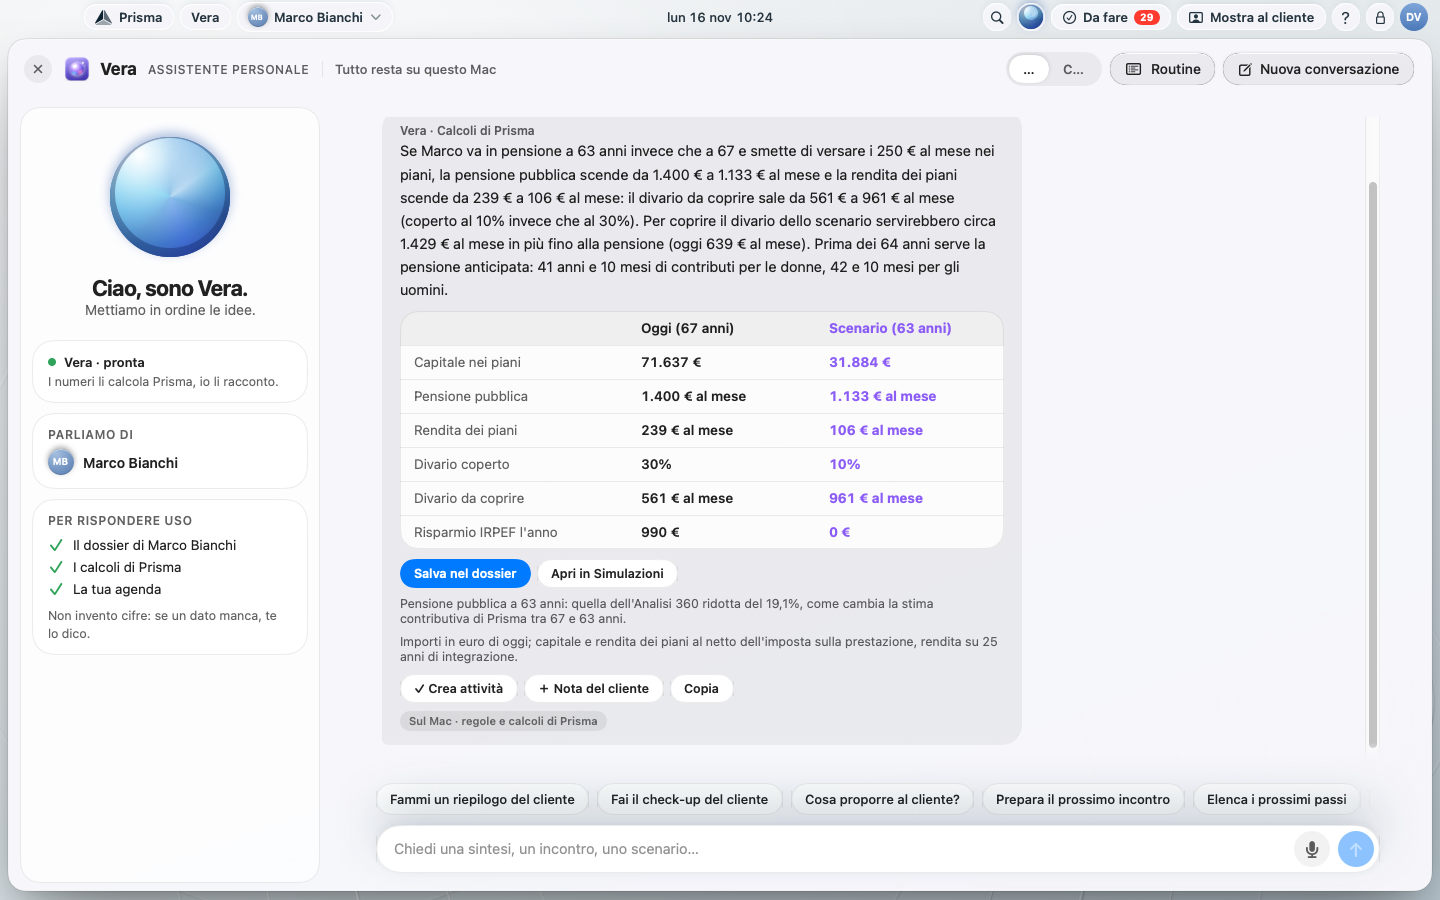 Prisma Vera MB Marco Bianchi lun 16 nov 10:24 Da fare 29 Mostra al cliente ? DV
Vera ASSISTENTE PERSONALE Tutto resta su questo Mac ... C... Routine Nuova conversazione
Ciao, sono Vera.
Mettiamo in ordine le idee.
Vera · pronta
I numeri li calcola Prisma, io li racconto.
PARLIAMO DI
MB Marco Bianchi
PER RISPONDERE USO
Il dossier di Marco Bianchi
I calcoli di Prisma
La tua agenda
Non invento cifre: se un dato manca, te
lo dico.
Vera · Calcoli di Prisma
Se Marco va in pensione a 63 anni invece che a 67 e smette di versare i 250 € al mese nei
piani, la pensione pubblica scende da 1.400 € a 1.133 € al mese e la rendita dei piani
scende da 239 € a 106 € al mese: il divario da coprire sale da 561 € a 961 € al mese
(coperto al 10% invece che al 30%). Per coprire il divario dello scenario servirebbero circa
1.429 € al mese in più fino alla pensione (oggi 639 € al mese). Prima dei 64 anni serve la
pensione anticipata: 41 anni e 10 mesi di contributi per le donne, 42 e 10 mesi per gli
uomini.
Oggi (67 anni) Scenario (63 anni)
Capitale nei piani 71.637 € 31.884 €
Pensione pubblica 1.400 € al mese 1.133 € al mese
Rendita dei piani 239 € al mese 106 € al mese
Divario coperto 30% 10%
Divario da coprire 561 € al mese 961 € al mese
Risparmio IRPEF l'anno 990 € 0 €
Salva nel dossier Apri in Simulazioni
Pensione pubblica a 63 anni: quella dell'Analisi 360 ridotta del 19,1%, come cambia la stima
contributiva di Prisma tra 67 e 63 anni.
Importi in euro di oggi; capitale e rendita dei piani al netto dell'imposta sulla prestazione, rendita su 25
anni di integrazione.
✓ Crea attività + Nota del cliente Copia
Sul Mac · regole e calcoli di Prisma
Fammi un riepilogo del cliente Fai il check-up del cliente Cosa proporre al cliente? Prepara il prossimo incontro Elenca i prossimi passi
Chiedi una sintesi, un incontro, uno scenario...